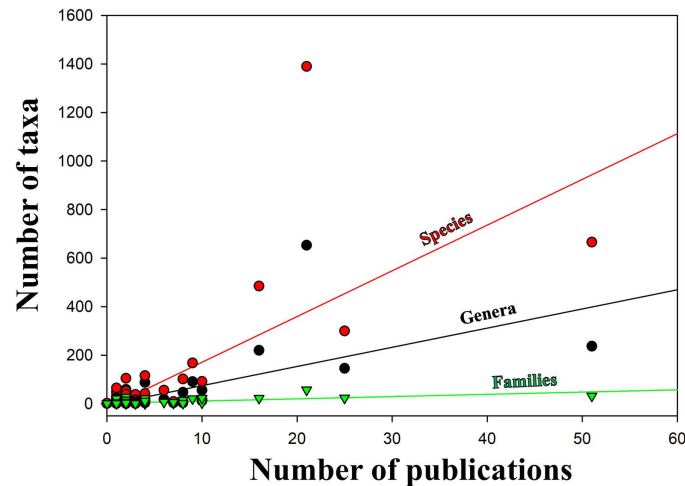 1600
1400
1200
1000
800
600
400
200
0
Number of taxa
Species
Genera
Families
0 10 20 30 40 50 60
Number of publications